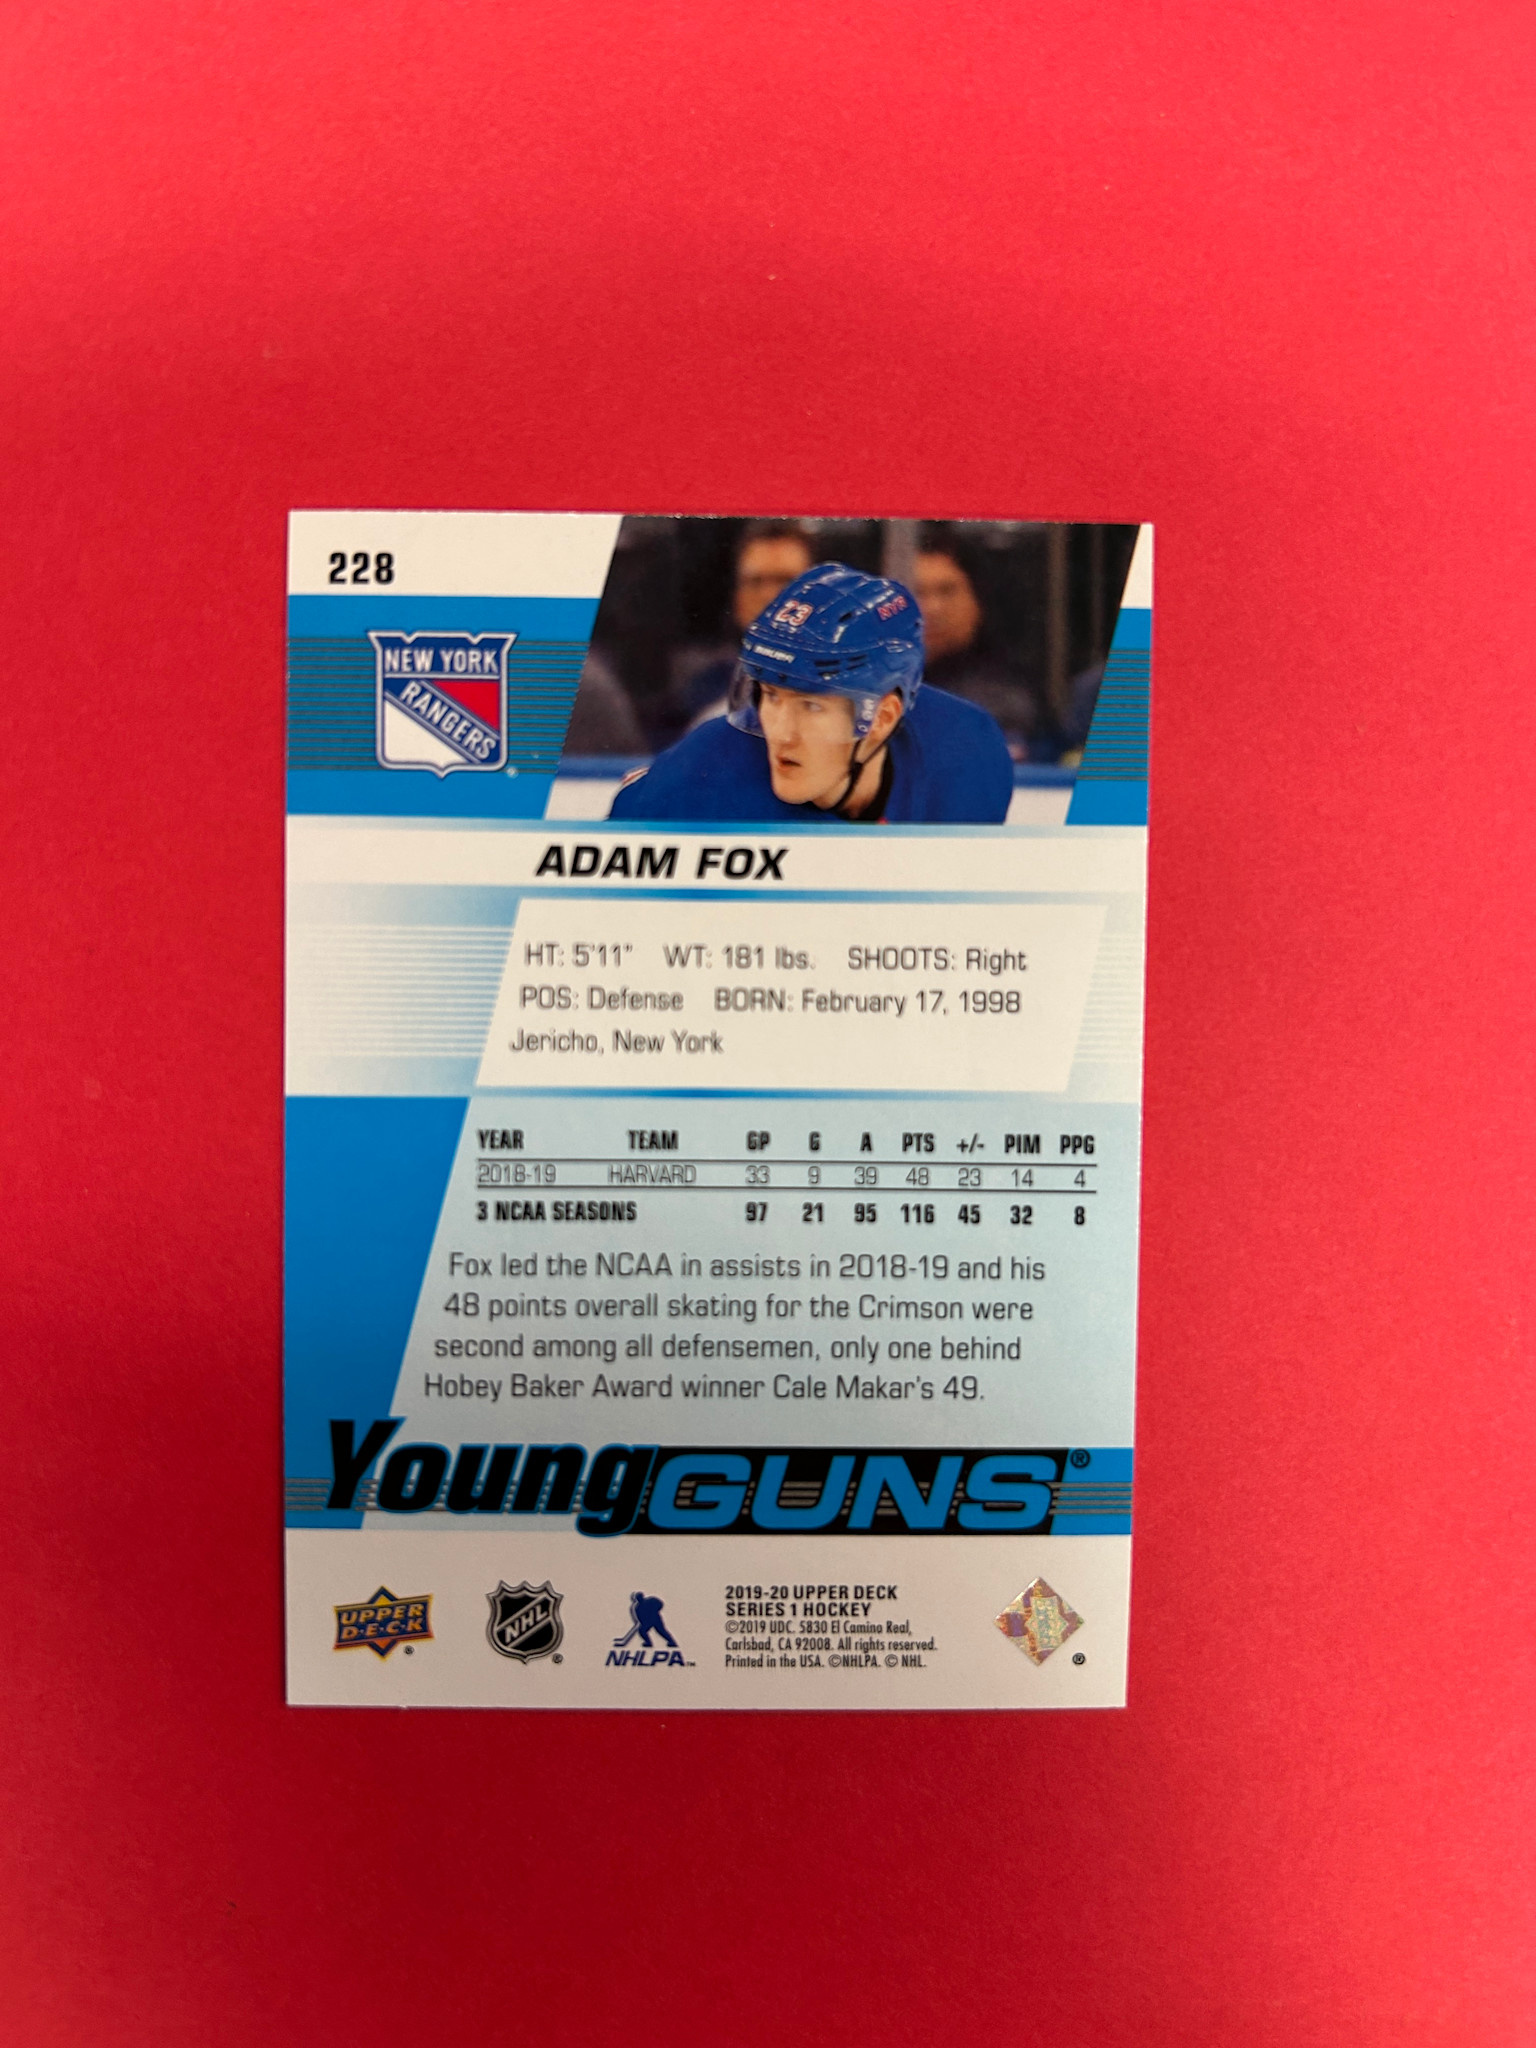 228
23
NYR
BAUER
NEW YORK
RANGERS
ADAM FOX
HT: 5'11" WT: 181 lbs. SHOOTS: Right
POS: Defense BORN: February 17, 1998
Jericho, New York
YEAR TEAM GP G A PTS +/- PIM PPG
2018-19 HARVARD 33 9 39 48 23 14 4
3 NCAA SEASONS 97 21 95 116 45 32 8
Fox led the NCAA in assists in 2018-19 and his
48 points overall skating for the Crimson were
second among all defensemen, only one behind
Hobey Baker Award winner Cale Makar's 49.
Young GUNS®
UPPER
D·E·C·K
®
NHL
®
NHLPA™
2019-20 UPPER DECK
SERIES 1 HOCKEY
©2019 UDC. 5830 El Camino Real,
Carlsbad, CA 92008. All rights reserved.
Printed in the USA. ©NHLPA. © NHL.
®